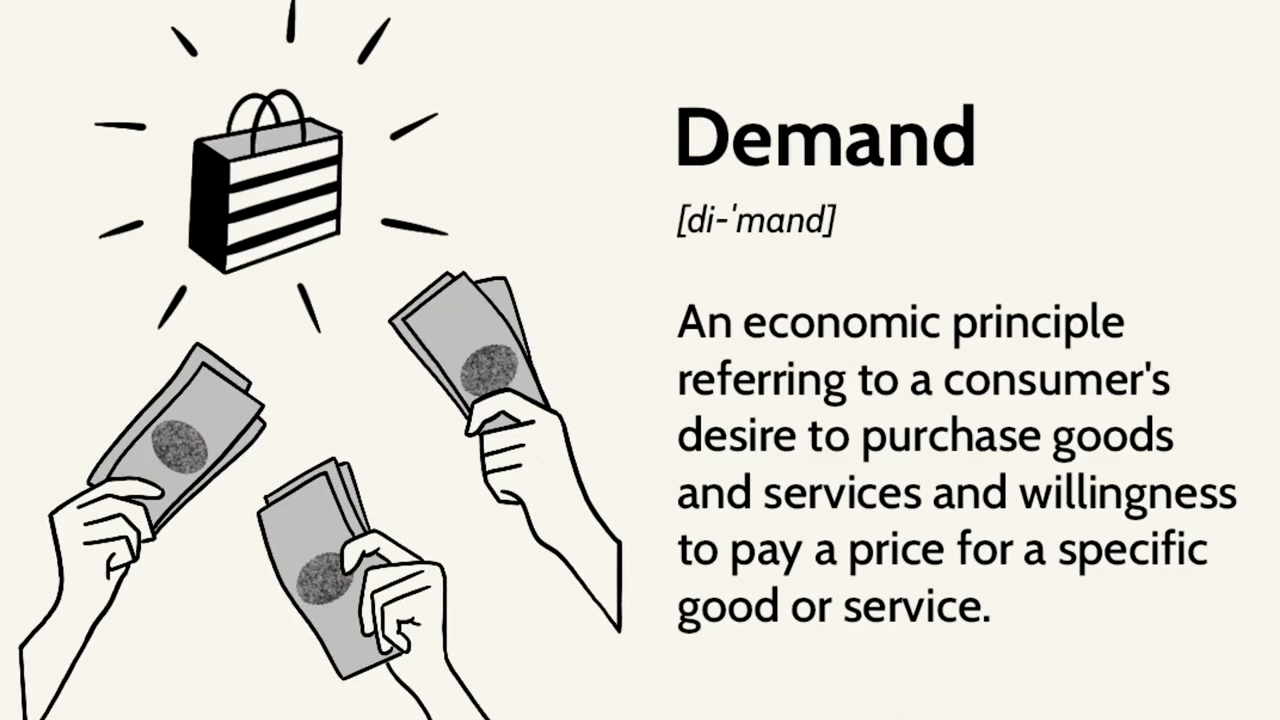 Demand
[di-ˈmand]
An economic principle
referring to a consumer's
desire to purchase goods
and services and willingness
to pay a price for a specific
good or service.